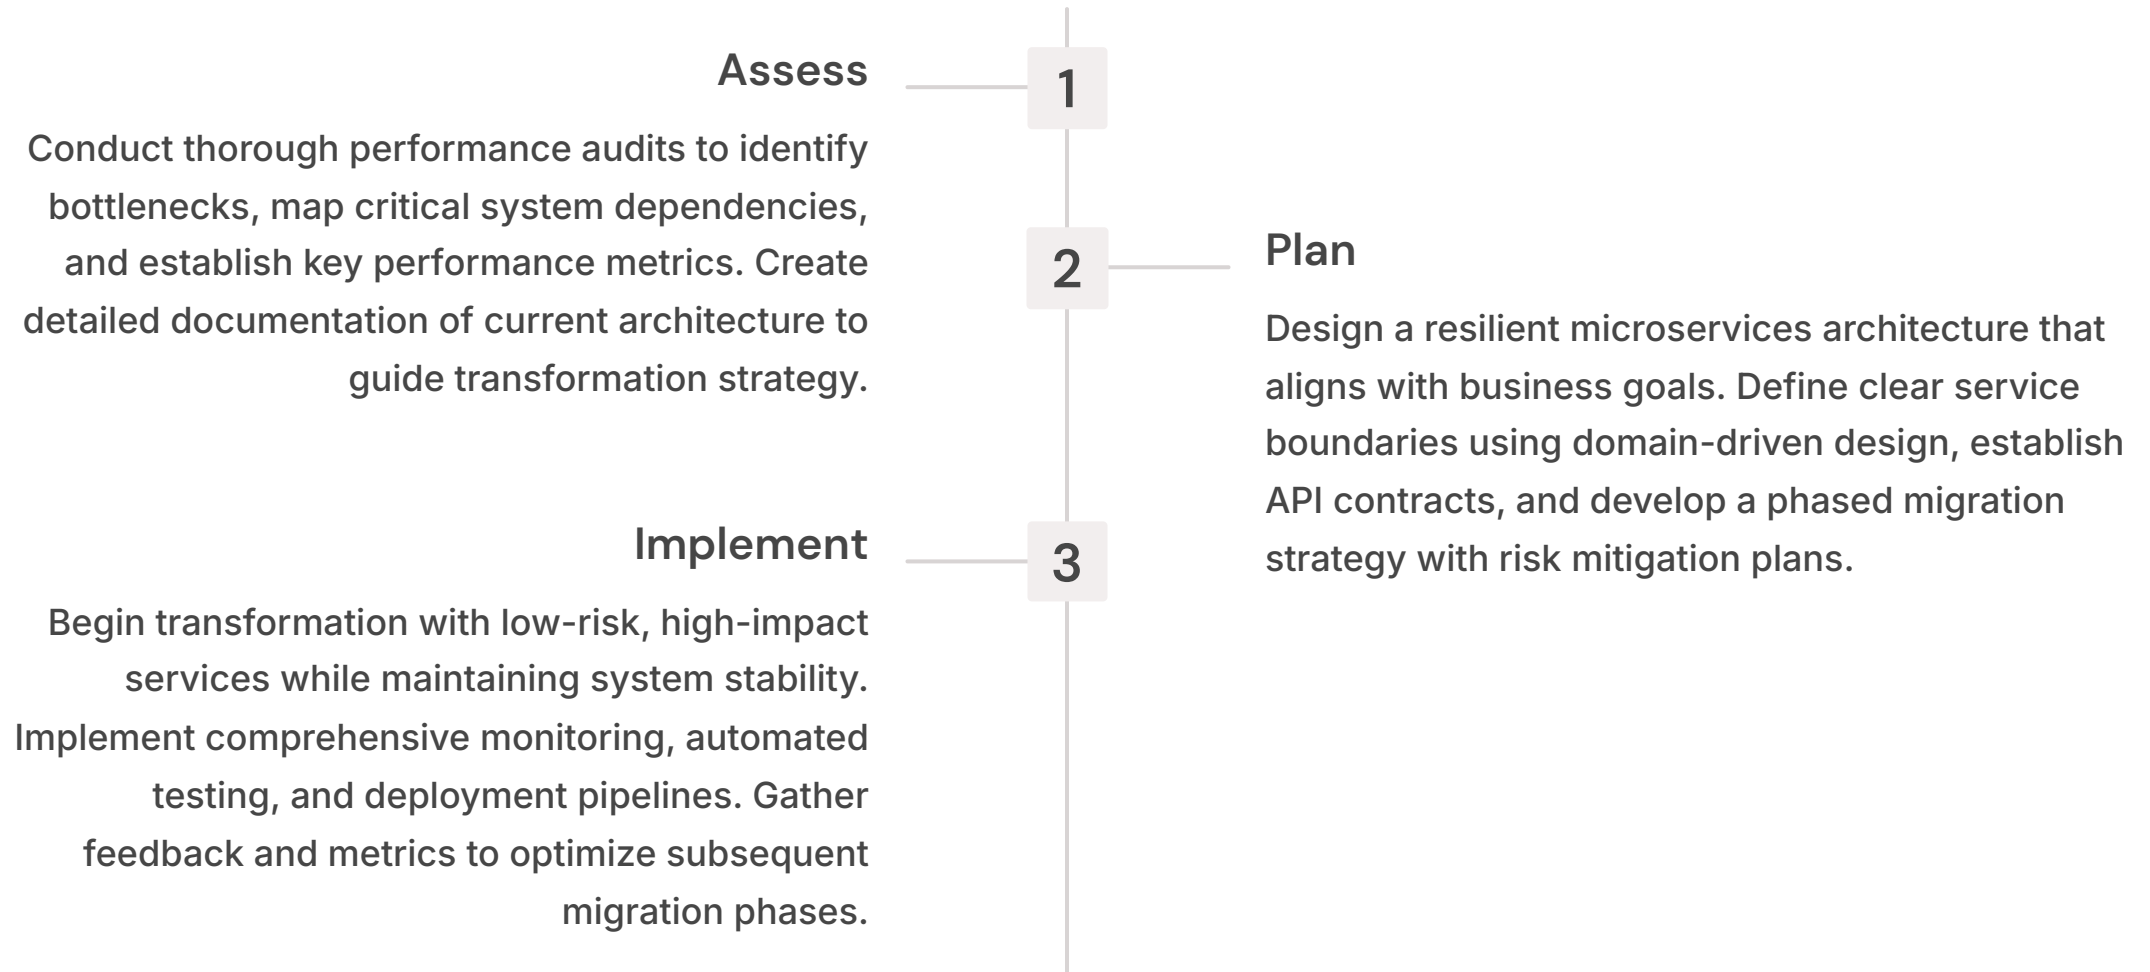 Assess
1
Conduct thorough performance audits to identify
bottlenecks, map critical system dependencies,
and establish key performance metrics. Create
detailed documentation of current architecture to
guide transformation strategy.
2
Plan
Design a resilient microservices architecture that
aligns with business goals. Define clear service
boundaries using domain-driven design, establish
API contracts, and develop a phased migration
strategy with risk mitigation plans.
Implement
3
Begin transformation with low-risk, high-impact
services while maintaining system stability.
Implement comprehensive monitoring, automated
testing, and deployment pipelines. Gather
feedback and metrics to optimize subsequent
migration phases.